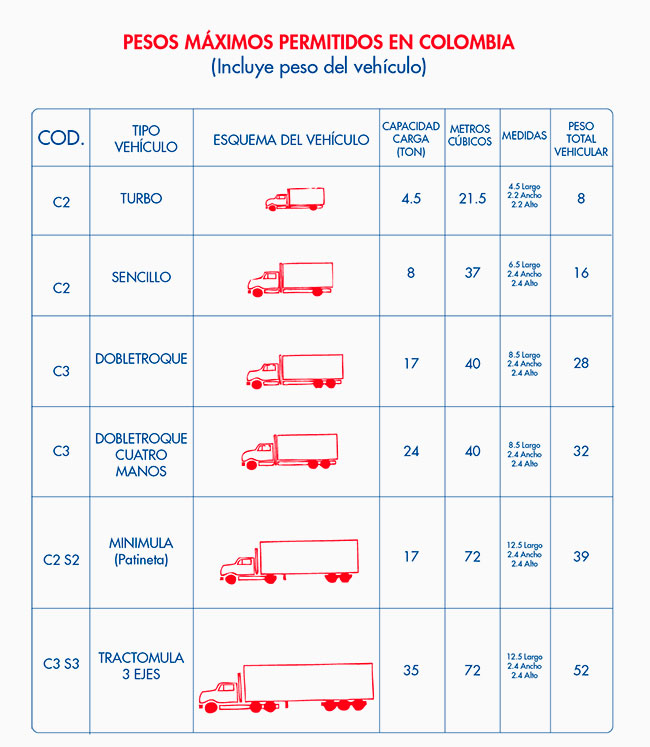 PESOS MÁXIMOS PERMITIDOS EN COLOMBIA
(Incluye peso del vehículo)
COD.
TIPO
VEHÍCULO
ESQUEMA DEL VEHÍCULO
CAPACIDAD
CARGA
(TON)
METROS
CÚBICOS
MEDIDAS
PESO
TOTAL
VEHICULAR
C2
TURBO
4.5
21.5
4.5 Largo
2.2 Ancho
2.2 Alto
8
C2
SENCILLO
8
37
6.5 Largo
2.4 Ancho
2.4 Alto
16
C3
DOBLETROQUE
17
40
8.5 Largo
2.4 Ancho
2.4 Alto
28
C3
DOBLETROQUE
CUATRO
MANOS
24
40
8.5 Largo
2.4 Ancho
2.4 Alto
32
C2 S2
MINIMULA
(Patineta)
17
72
12.5 Largo
2.4 Ancho
2.4 Alto
39
C3 S3
TRACTOMULA
3 EJES
35
72
12.5 Largo
2.4 Ancho
2.4 Alto
52